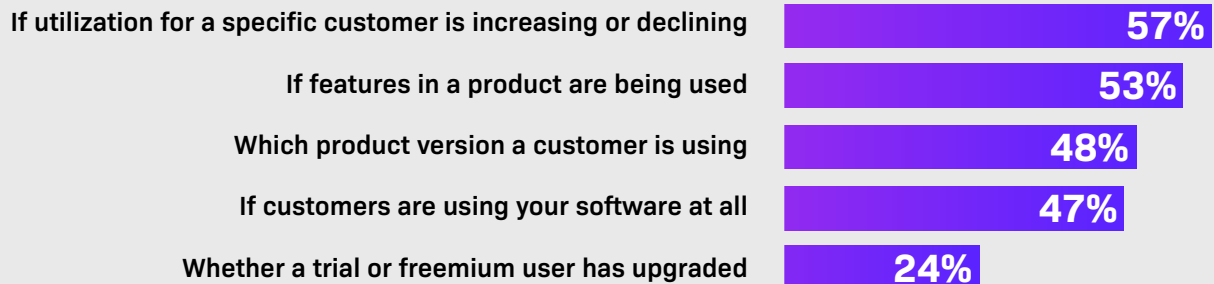 If utilization for a specific customer is increasing or declining 57%
If features in a product are being used 53%
Which product version a customer is using 48%
If customers are using your software at all 47%
Whether a trial or freemium user has upgraded 24%